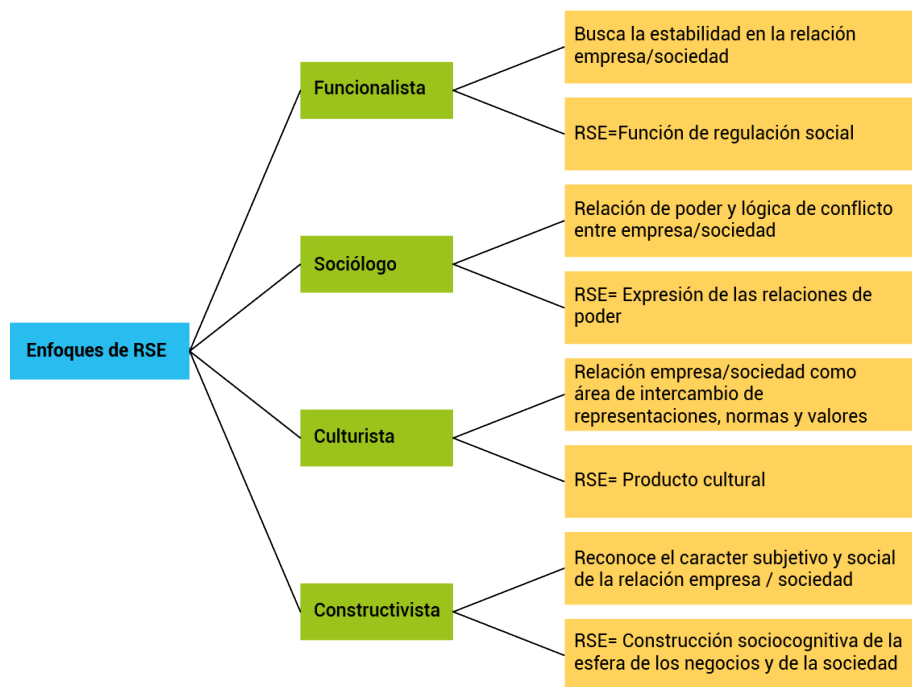 Enfoques de RSE
Funcionalista
Busca la estabilidad en la relación
empresa/sociedad
RSE=Función de regulación social
Sociólogo
Relación de poder y lógica de conflicto
entre empresa/sociedad
RSE= Expresión de las relaciones de
poder
Culturista
Relación empresa/sociedad como
área de intercambio de
representaciones, normas y valores
RSE= Producto cultural
Constructivista
Reconoce el caracter subjetivo y social
de la relación empresa / sociedad
RSE= Construcción sociocognitiva de la
esfera de los negocios y de la sociedad